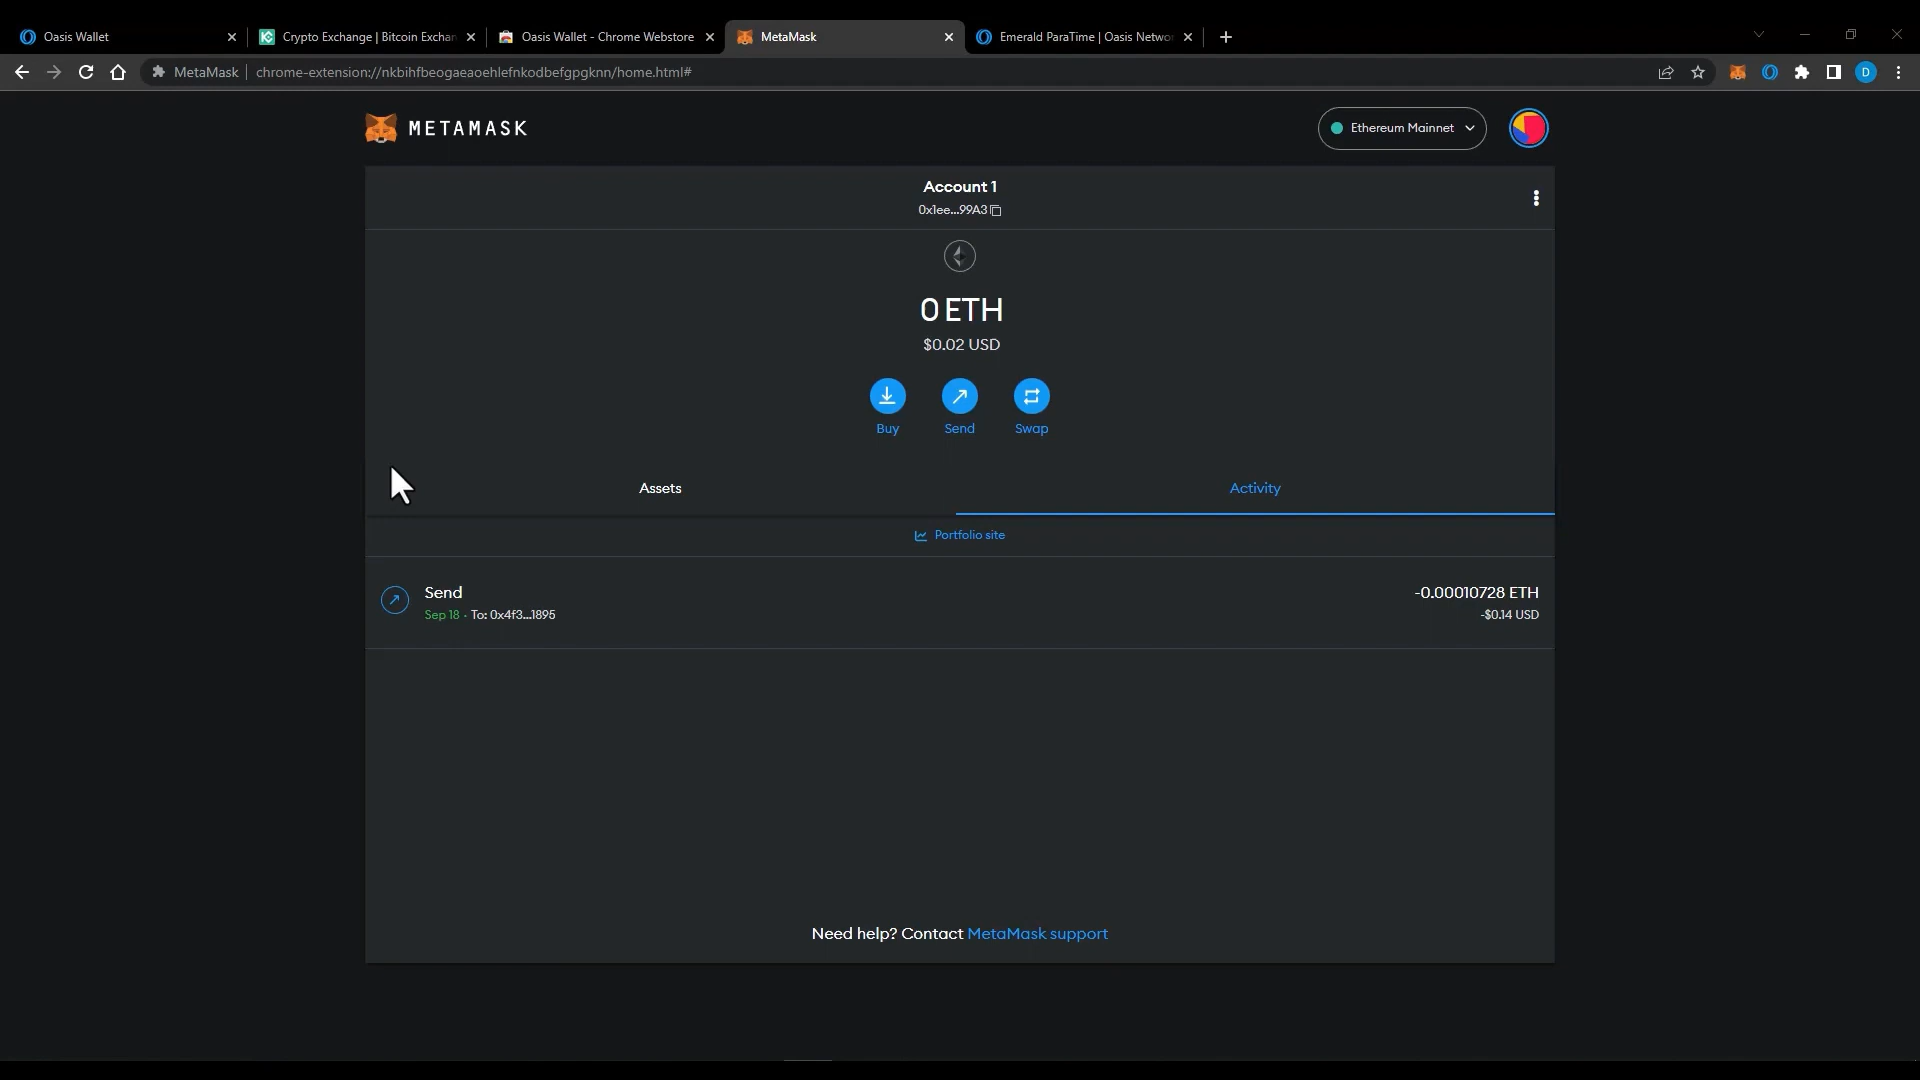 Oasis Wallet
Crypto Exchange | Bitcoin Exchan
Oasis Wallet - Chrome Webstore
MetaMask
Emerald ParaTime | Oasis Netwo
MetaMask
chrome-extension://nkbihfbeogaeaoehlefnkodbefgpgknn/home.html#
D
METAMASK
Ethereum Mainnet
Account 1
0x1ee...99A3
0 ETH
$0.02 USD
Buy
Send
Swap
Assets
Activity
Portfolio site
Send
-0.00010728 ETH
Sep 18 · To: 0x4f3...1895
-$0.14 USD
Need help? Contact MetaMask support